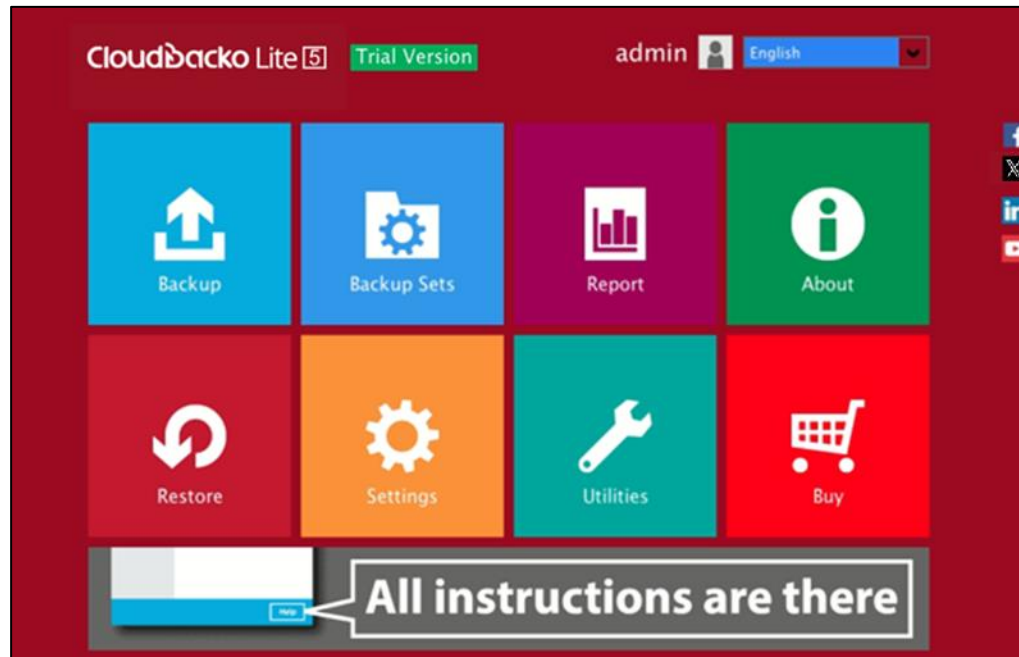 CloudBacko Lite 5 Trial Version admin English
Backup Backup Sets Report About
Restore Settings Utilities Buy
Help All instructions are there